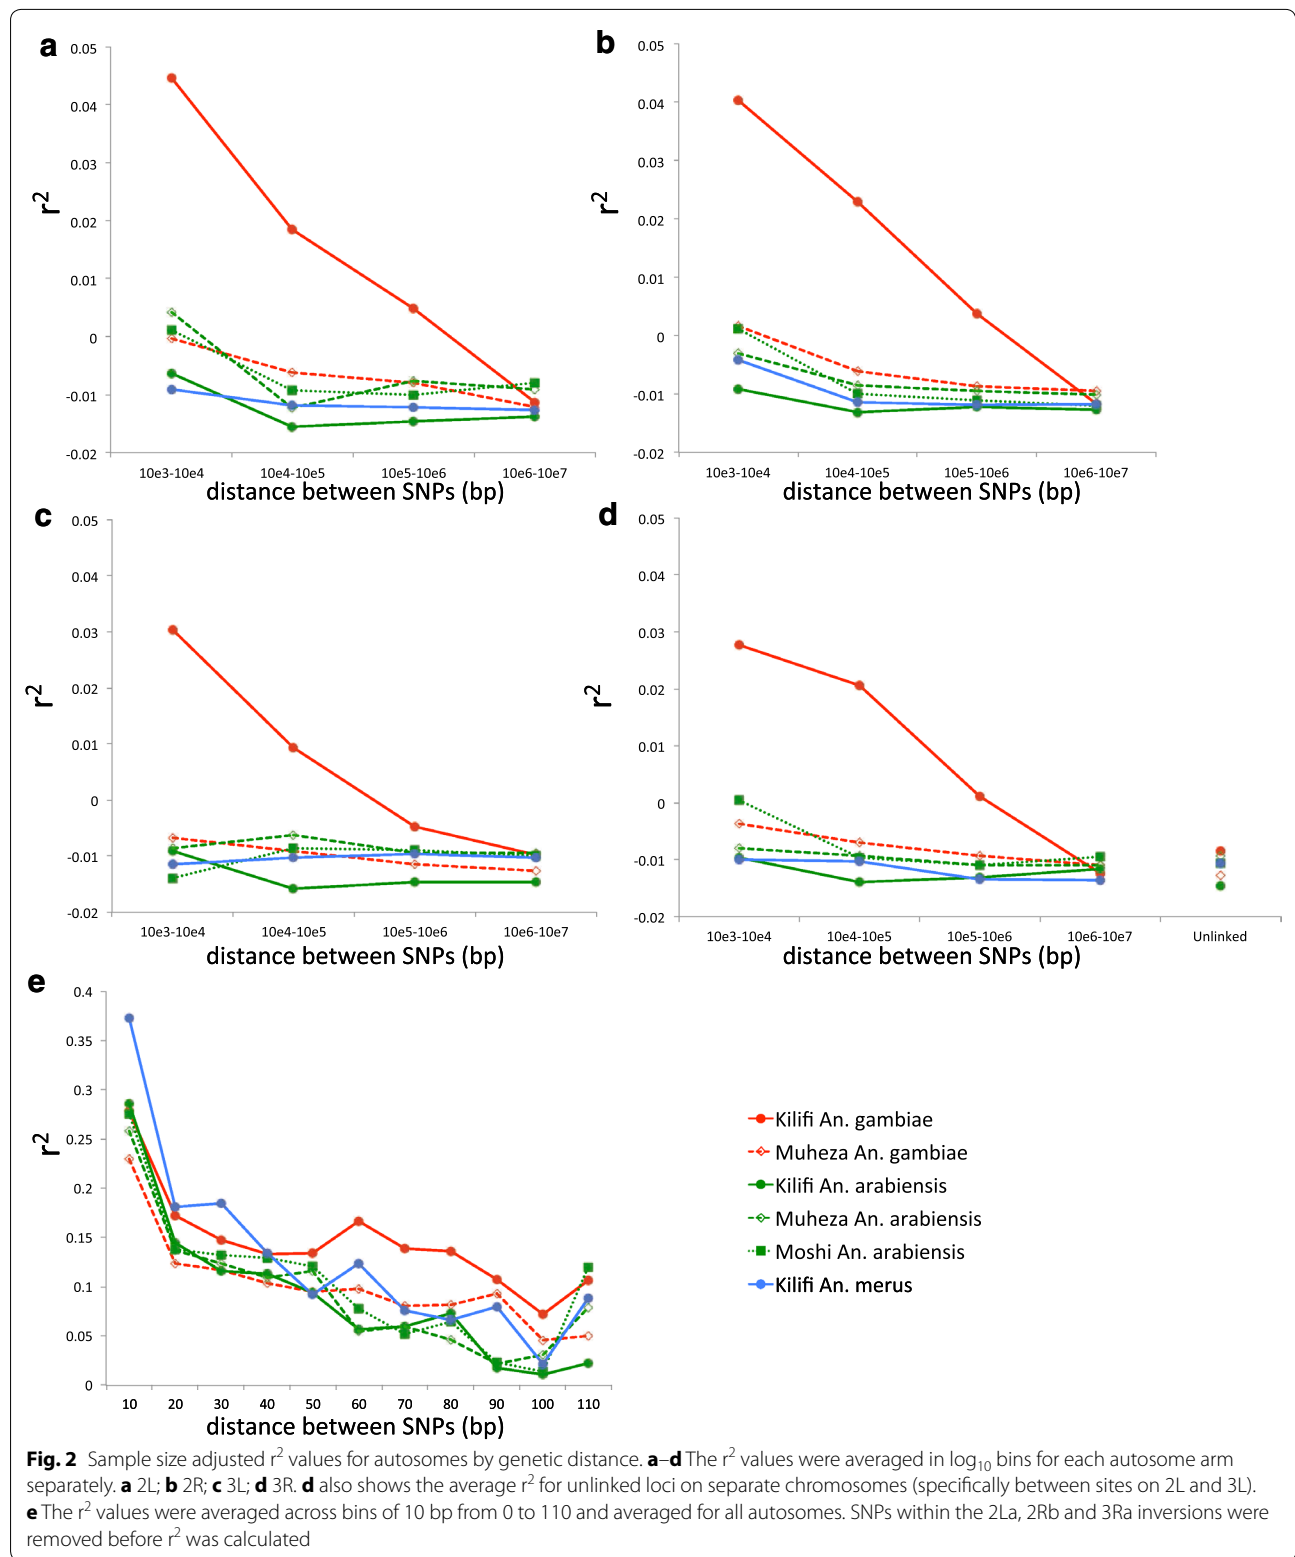 a
0.05
0.04
0.03
0.02
0.01
0
-0.01
-0.02
r2
10e3-10e4 10e4-10e5 10e5-10e6 10e6-10e7
distance between SNPs (bp)
b
0.05
0.04
0.03
0.02
0.01
0
-0.01
-0.02
r2
10e3-10e4 10e4-10e5 10e5-10e6 10e6-10e7
distance between SNPs (bp)
c
0.05
0.04
0.03
0.02
0.01
0
-0.01
-0.02
r2
10e3-10e4 10e4-10e5 10e5-10e6 10e6-10e7
distance between SNPs (bp)
d
0.05
0.04
0.03
0.02
0.01
0
-0.01
-0.02
r2
10e3-10e4 10e4-10e5 10e5-10e6 10e6-10e7 Unlinked
distance between SNPs (bp)
e
0.4
0.35
0.3
0.25
0.2
0.15
0.1
0.05
0
r2
10 20 30 40 50 60 70 80 90 100 110
distance between SNPs (bp)
Kilifi An. gambiae
Muheza An. gambiae
Kilifi An. arabiensis
Muheza An. arabiensis
Moshi An. arabiensis
Kilifi An. merus
Fig. 2 Sample size adjusted r2 values for autosomes by genetic distance. a–d The r2 values were averaged in log10 bins for each autosome arm
separately. a 2L; b 2R; c 3L; d 3R. d also shows the average r2 for unlinked loci on separate chromosomes (specifically between sites on 2L and 3L).
e The r2 values were averaged across bins of 10 bp from 0 to 110 and averaged for all autosomes. SNPs within the 2La, 2Rb and 3Ra inversions were
removed before r2 was calculated